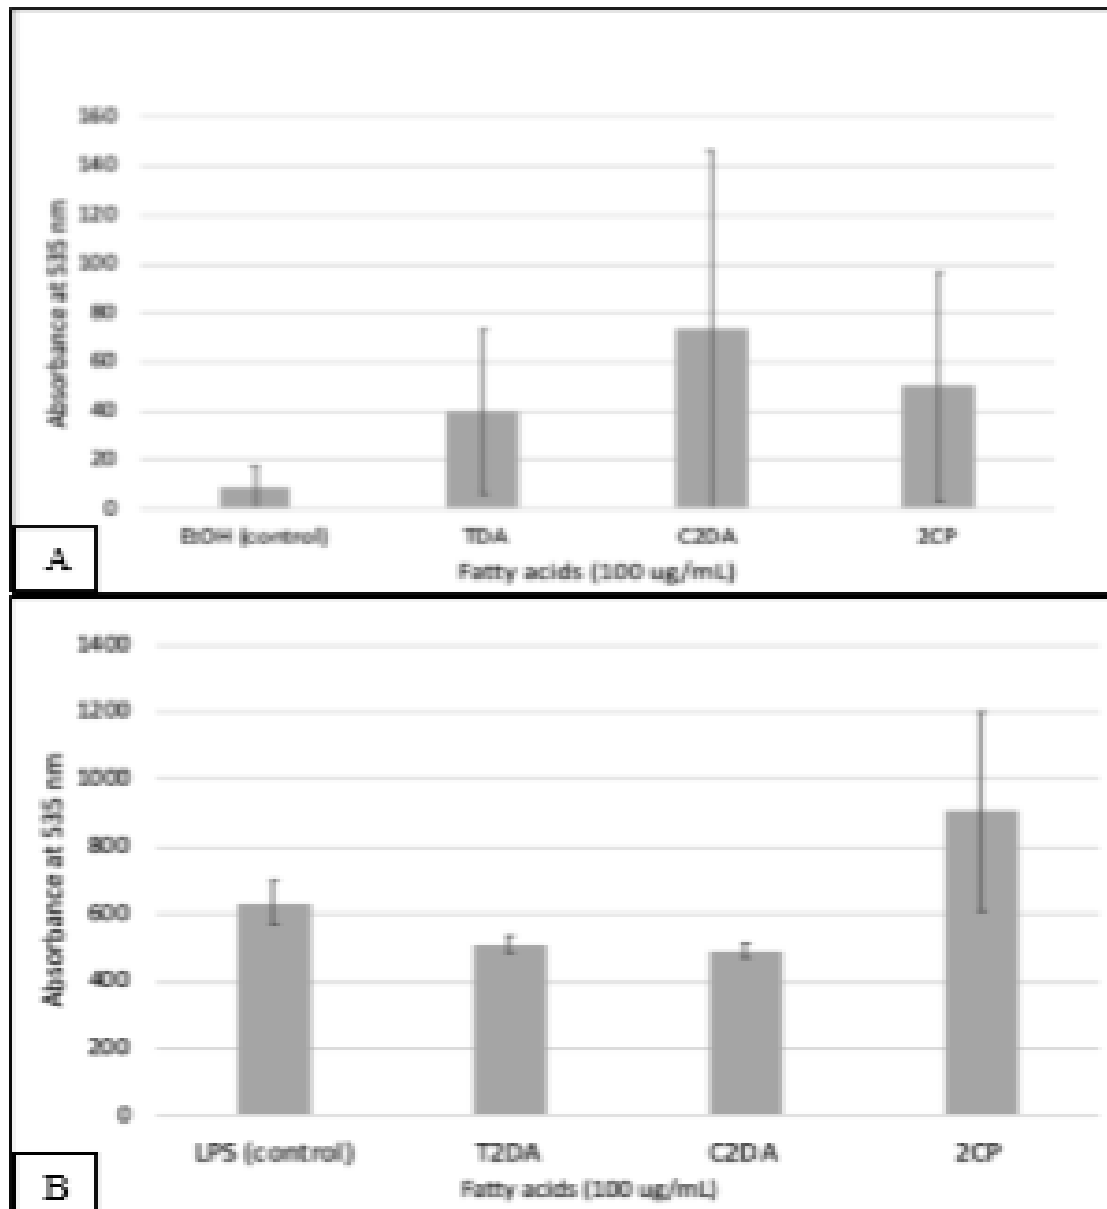 160
140
120
100
80
60
40
20
0
Absorbance at 535 nm
EtOH (control) TDA C2DA 2CP
Fatty acids (100 ug/mL)
A
1400
1200
1000
800
600
400
200
0
Absorbance at 535 nm
LPS (control) T2DA C2DA 2CP
Fatty acids (100 ug/mL)
B